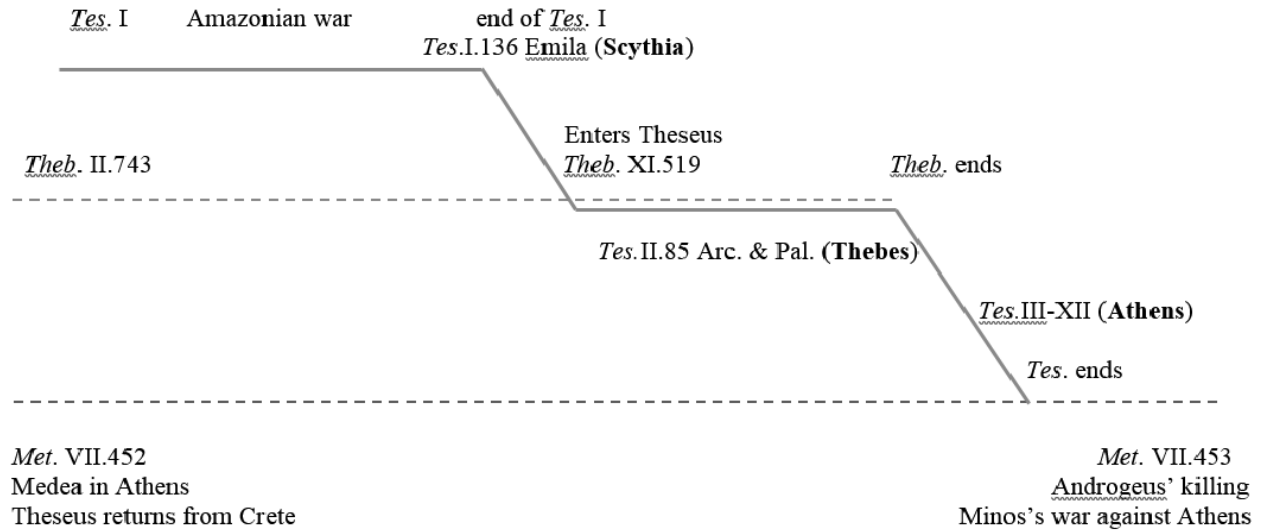 Tes. I Amazonian war end of Tes. I
Tes.I.136 Emila (Scythia)
Enters Theseus
Theb. II.743 Theb. XI.519 Theb. ends
Tes.II.85 Arc. & Pal. (Thebes)
Tes.III-XII (Athens)
Tes. ends
Met. VII.452 Met. VII.453
Medea in Athens Androgeus’ killing
Theseus returns from Crete Minos’s war against Athens